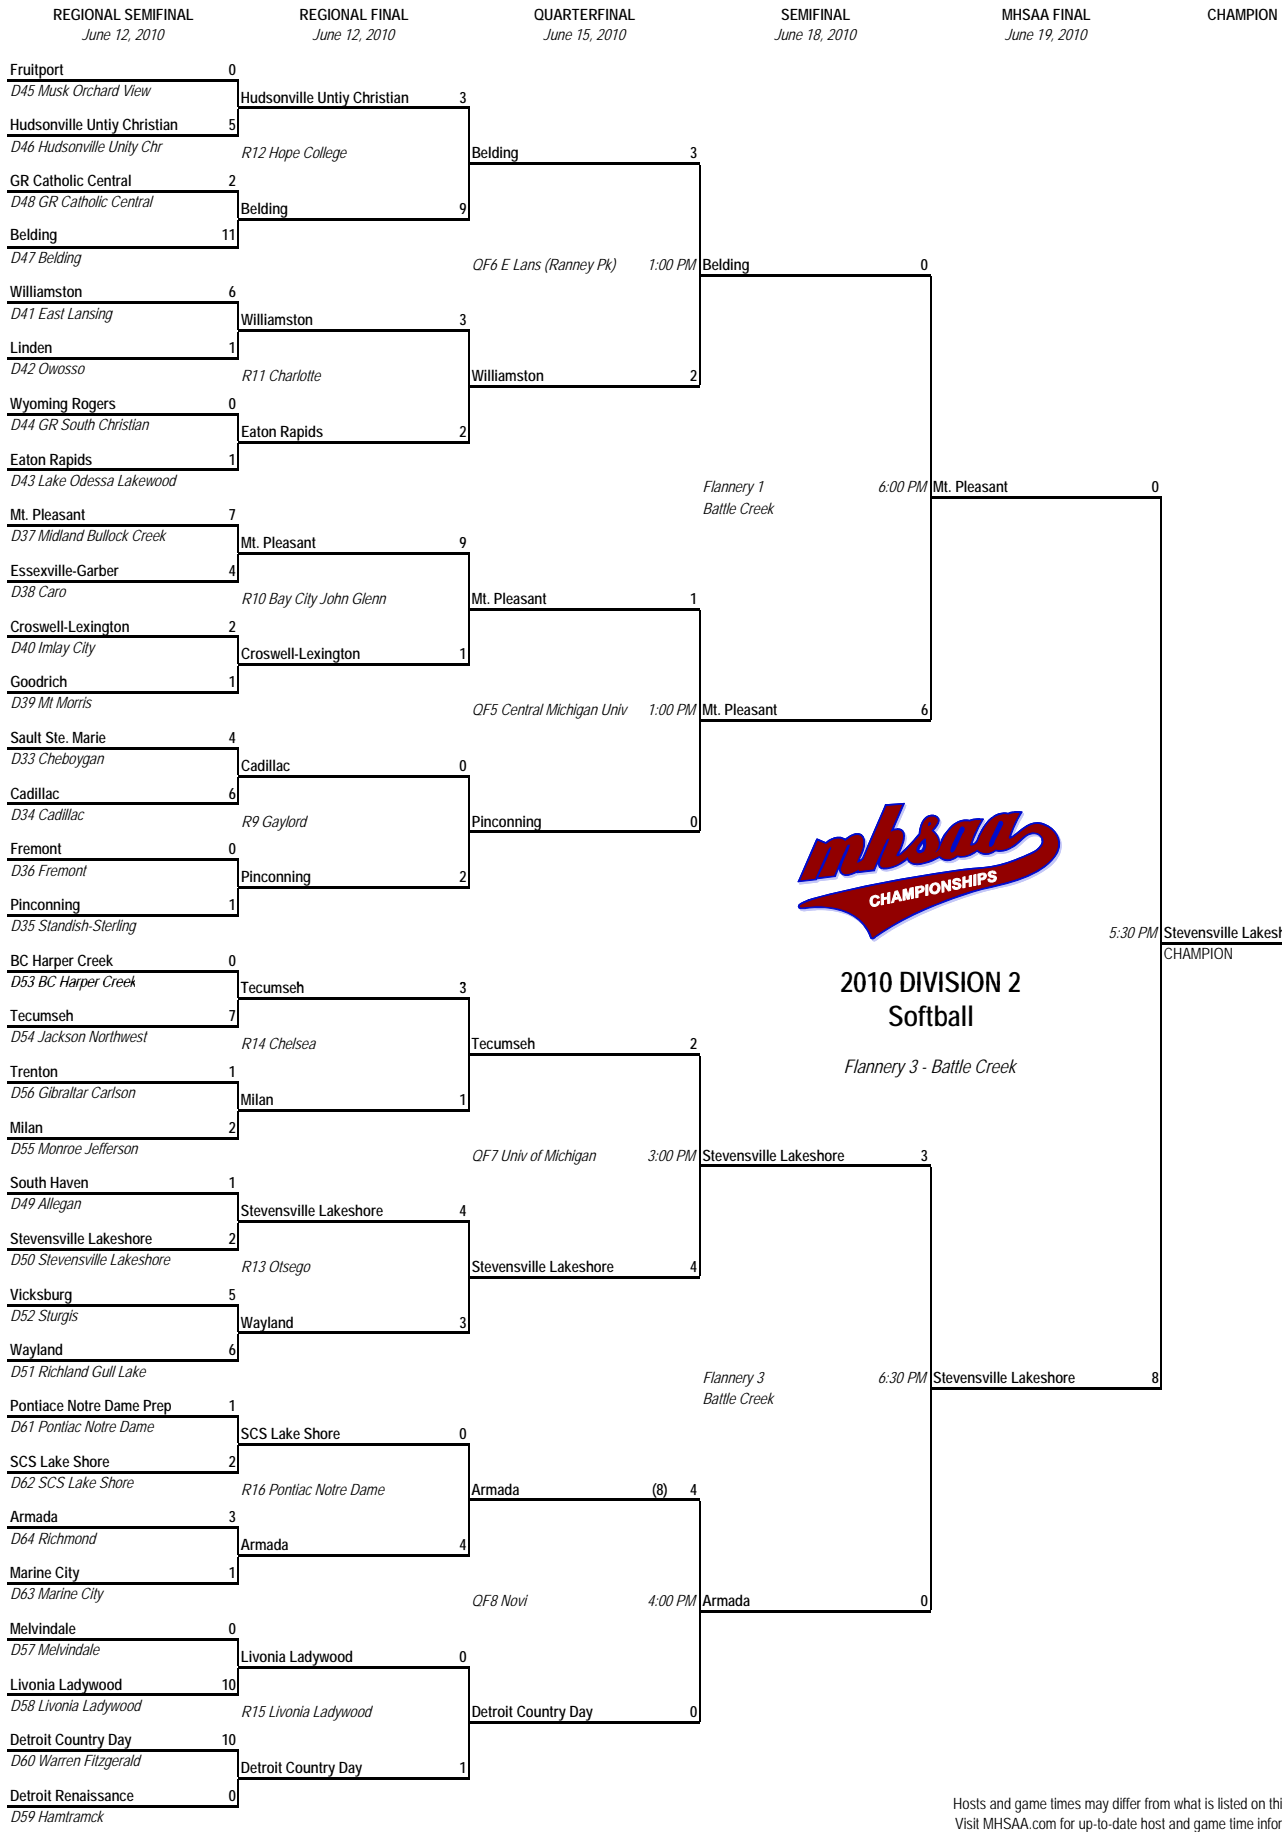 REGIONAL SEMIFINAL
June 12, 2010
REGIONAL FINAL
June 12, 2010
QUARTERFINAL
June 15, 2010
SEMIFINAL
June 18, 2010
MHSAA FINAL
June 19, 2010
CHAMPION
Fruitport 0
D45 Musk Orchard View
Hudsonville Untiy Christian 5
D46 Hudsonville Unity Chr
GR Catholic Central 2
D48 GR Catholic Central
Belding 11
D47 Belding
Williamston 6
D41 East Lansing
Linden 1
D42 Owosso
Wyoming Rogers 0
D44 GR South Christian
Eaton Rapids 1
D43 Lake Odessa Lakewood
Mt. Pleasant 7
D37 Midland Bullock Creek
Essexville-Garber 4
D38 Caro
Croswell-Lexington 2
D40 Imlay City
Goodrich 1
D39 Mt Morris
Sault Ste. Marie 4
D33 Cheboygan
Cadillac 6
D34 Cadillac
Fremont 0
D36 Fremont
Pinconning 1
D35 Standish-Sterling
BC Harper Creek 0
D53 BC Harper Creek
Tecumseh 7
D54 Jackson Northwest
Trenton 1
D56 Gibraltar Carlson
Milan 2
D55 Monroe Jefferson
South Haven 1
D49 Allegan
Stevensville Lakeshore 2
D50 Stevensville Lakeshore
Vicksburg 5
D52 Sturgis
Wayland 6
D51 Richland Gull Lake
Pontiace Notre Dame Prep 1
D61 Pontiac Notre Dame
SCS Lake Shore 2
D62 SCS Lake Shore
Armada 3
D64 Richmond
Marine City 1
D63 Marine City
Melvindale 0
D57 Melvindale
Livonia Ladywood 10
D58 Livonia Ladywood
Detroit Country Day 10
D60 Warren Fitzgerald
Detroit Renaissance 0
D59 Hamtramck
Hudsonville Untiy Christian 3
R12 Hope College
Belding 9
Williamston 3
R11 Charlotte
Eaton Rapids 2
Mt. Pleasant 9
R10 Bay City John Glenn
Croswell-Lexington 1
Cadillac 0
R9 Gaylord
Pinconning 2
Tecumseh 3
R14 Chelsea
Milan 1
Stevensville Lakeshore 4
R13 Otsego
Wayland 3
SCS Lake Shore 0
R16 Pontiac Notre Dame
Armada 4
Livonia Ladywood 0
R15 Livonia Ladywood
Detroit Country Day 1
Belding 3
QF6 E Lans (Ranney Pk) 1:00 PM
Williamston 2
Mt. Pleasant 1
QF5 Central Michigan Univ 1:00 PM
Pinconning 0
Tecumseh 2
QF7 Univ of Michigan 3:00 PM
Stevensville Lakeshore 4
Armada (8) 4
QF8 Novi 4:00 PM
Detroit Country Day 0
Belding 0
Flannery 1 6:00 PM
Battle Creek
Mt. Pleasant 6
Stevensville Lakeshore 3
Flannery 3 6:30 PM
Battle Creek
Armada 0
Mt. Pleasant 0
mhsaa
CHAMPIONSHIPS
5:30 PM
Stevensville Lakesh
CHAMPION
2010 DIVISION 2
Softball
Flannery 3 - Battle Creek
Stevensville Lakeshore 8
Hosts and game times may differ from what is listed on thi
Visit MHSAA.com for up-to-date host and game time infor